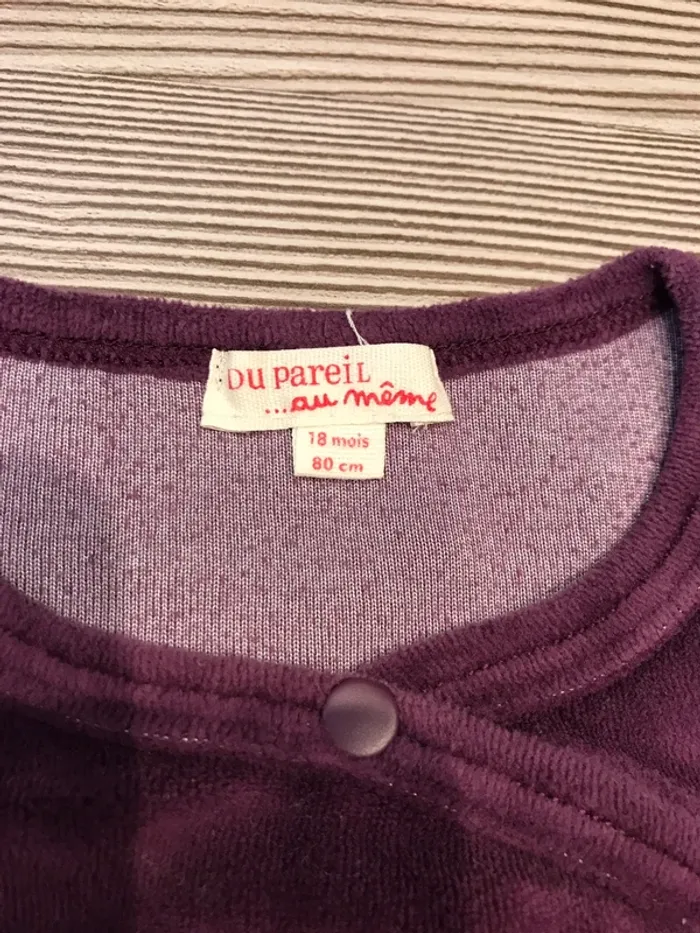 Du pareil
...au même
18 mois
80 cm